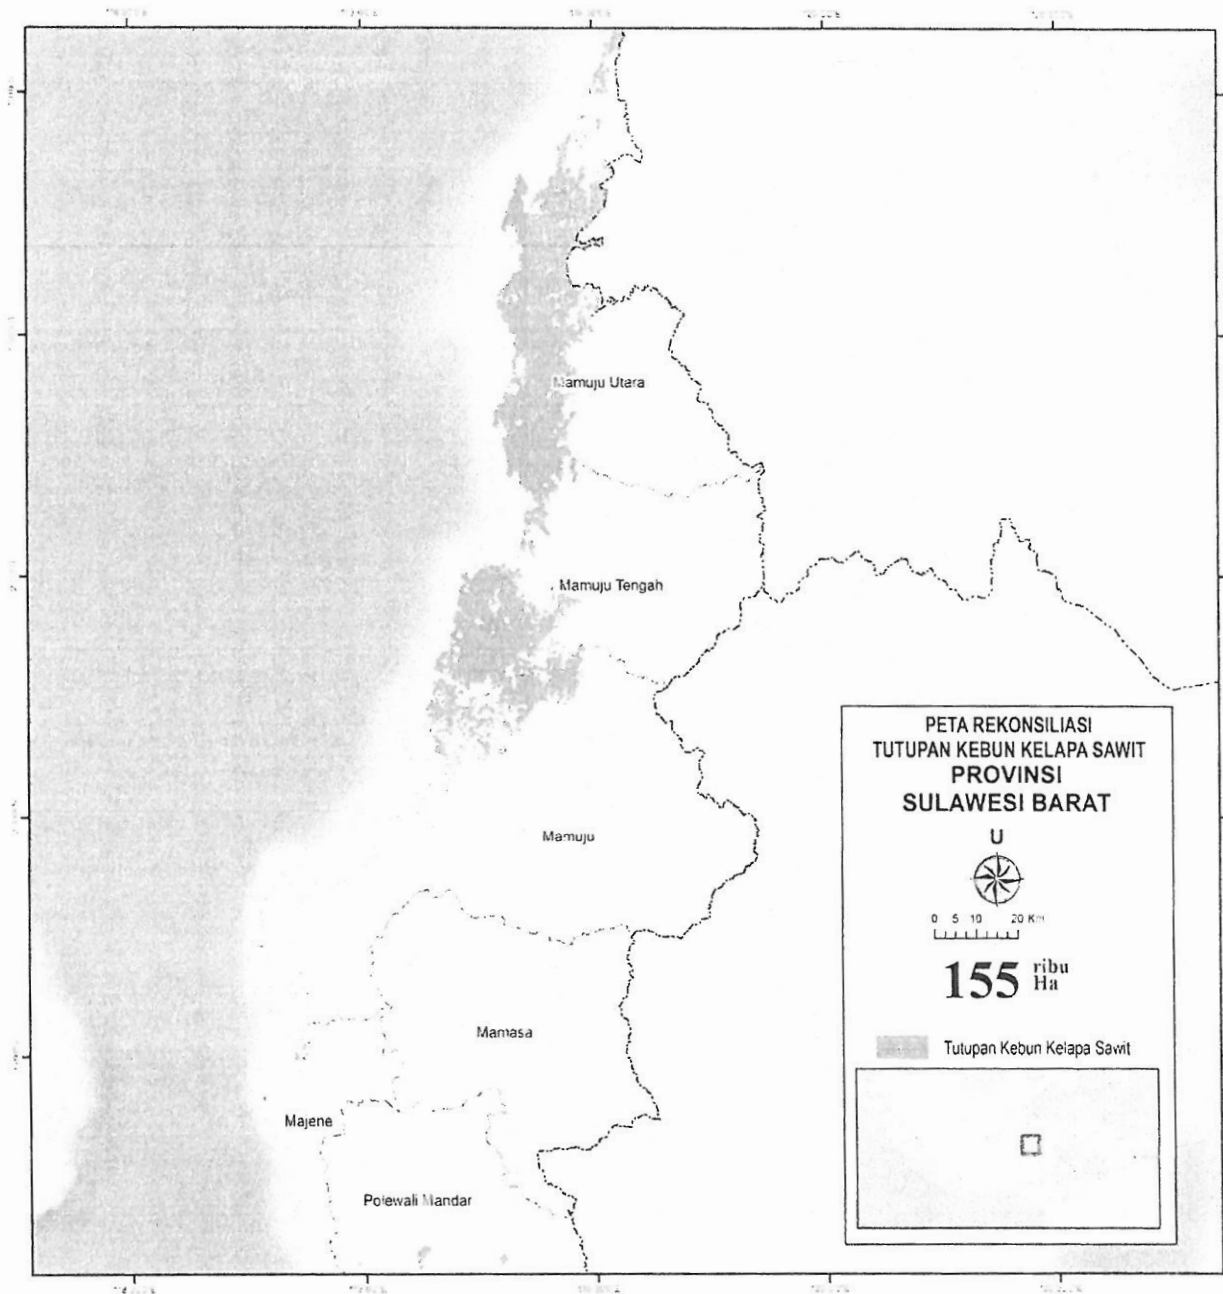 Mamuju Utara
Mamuju Tengah
Mamuju
Mamasa
Majene
Polewali Mandar
PETA REKONSILIASI
TUTUPAN KEBUN KELAPA SAWIT
PROVINSI
SULAWESI BARAT
U
0 5 10 20 Km
155 ribu
Ha
Tutupan Kebun Kelapa Sawit